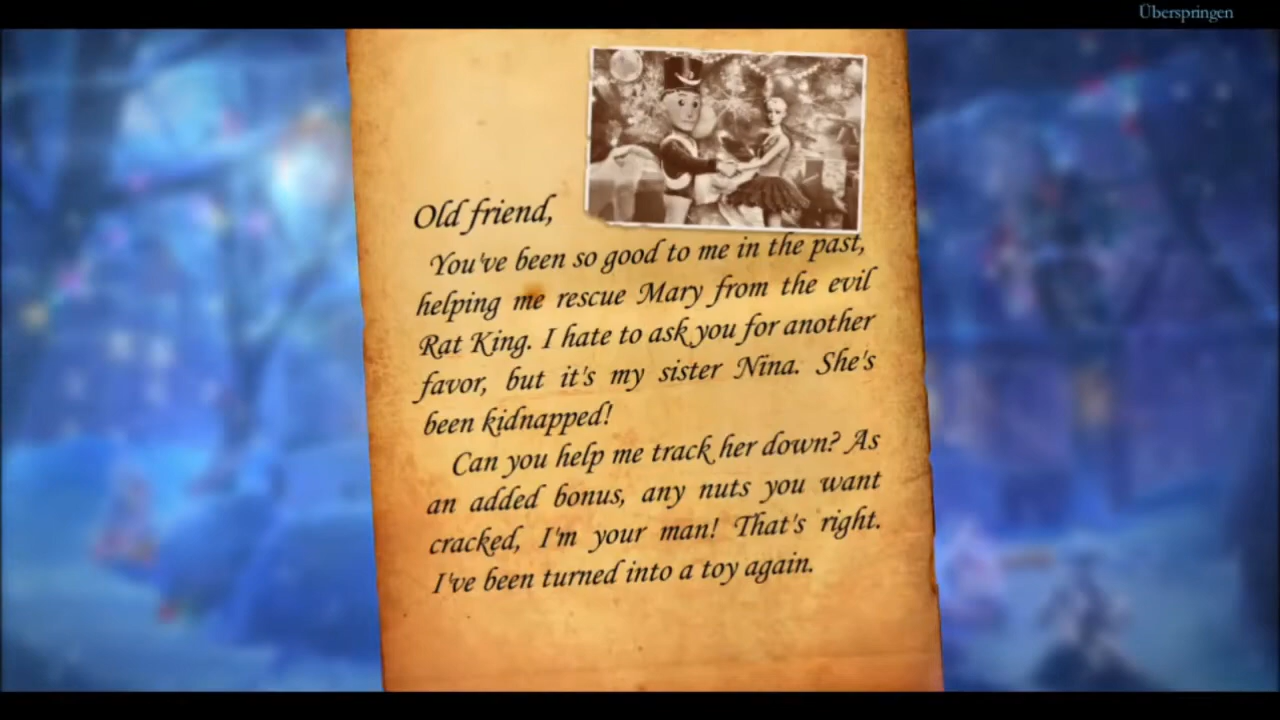 Überspringen
Old friend,
You've been so good to me in the past,
helping me rescue Mary from the evil
Rat King. I hate to ask you for another
favor, but it's my sister Nina. She's
been kidnapped!
Can you help me track her down? As
an added bonus, any nuts you want
cracked, I'm your man! That's right.
I've been turned into a toy again.